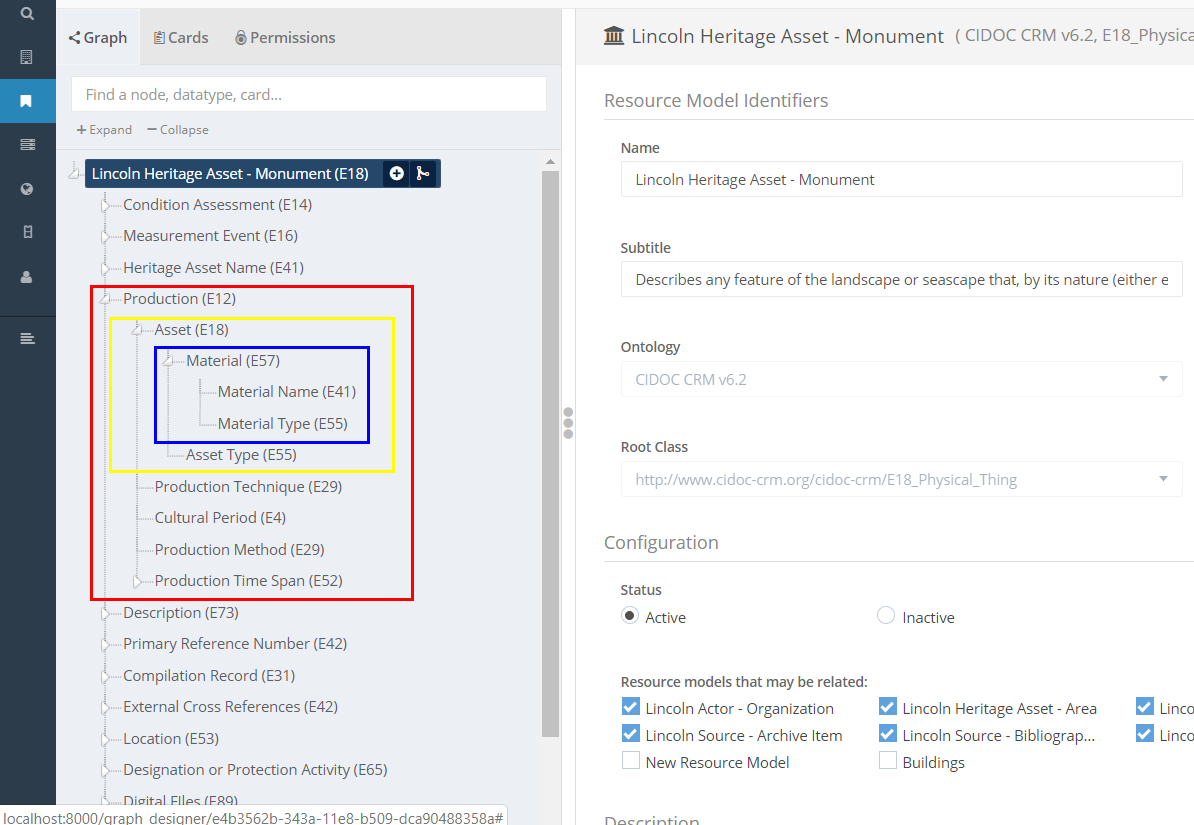 Graph
Cards
Permissions
Find a node, datatype, card...
Expand
Collapse
Lincoln Heritage Asset - Monument (E18)
Condition Assessment (E14)
Measurement Event (E16)
Heritage Asset Name (E41)
Production (E12)
Asset (E18)
Material (E57)
Material Name (E41)
Material Type (E55)
Asset Type (E55)
Production Technique (E29)
Cultural Period (E4)
Production Method (E29)
Production Time Span (E52)
Description (E73)
Primary Reference Number (E42)
Compilation Record (E31)
External Cross References (E42)
Location (E53)
Designation or Protection Activity (E65)
Digital Files (E89)
localhost:8000/graph_designer/e4b3562b-343a-11e8-b509-dca90488358a#
Lincoln Heritage Asset - Monument ( CIDOC CRM v6.2, E18_Physica
Resource Model Identifiers
Name
Lincoln Heritage Asset - Monument
Subtitle
Describes any feature of the landscape or seascape that, by its nature (either e
Ontology
CIDOC CRM v6.2
Root Class
http://www.cidoc-crm.org/cidoc-crm/E18_Physical_Thing
Configuration
Status
Active Inactive
Resource models that may be related:
Lincoln Actor - Organization Lincoln Heritage Asset - Area Linco
Lincoln Source - Archive Item Lincoln Source - Bibliograp... Linco
New Resource Model Buildings
Description